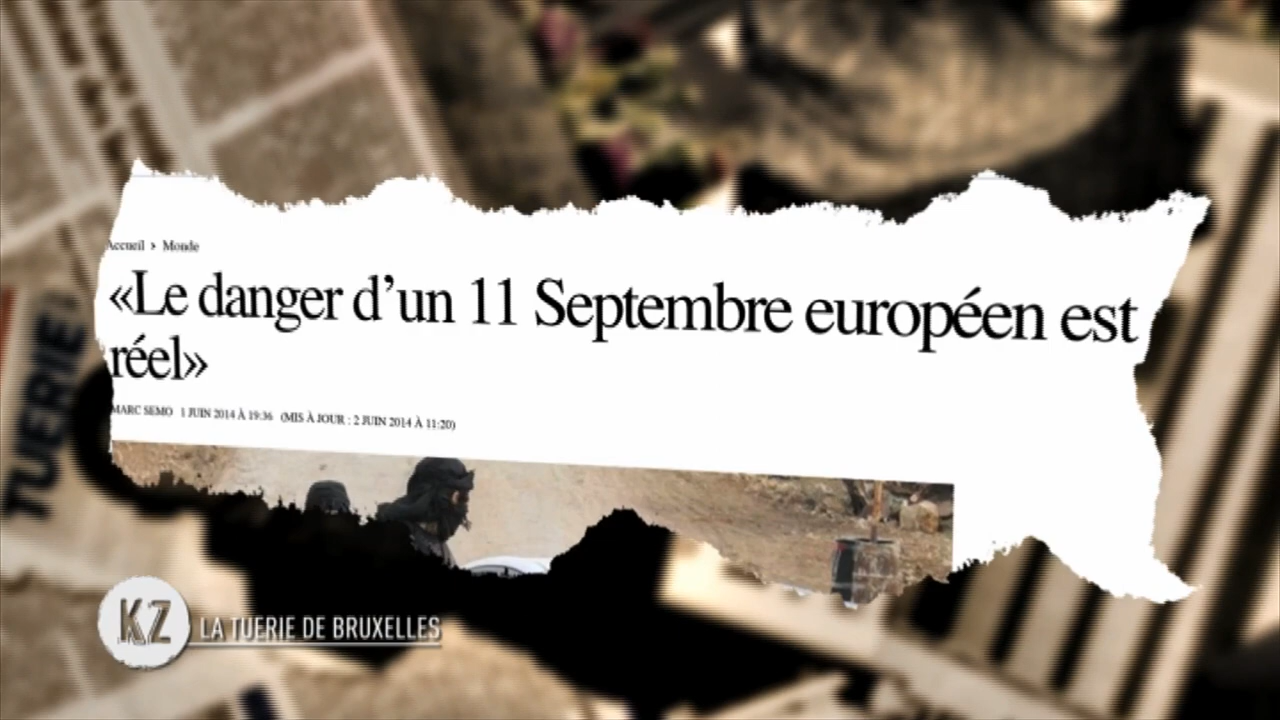 Accueil › Monde
«Le danger d’un 11 Septembre européen est
réel»
MARC SEMO 1 JUIN 2014 À 19:36 (MIS À JOUR : 2 JUIN 2014 À 11:20)
TUERIE
KZ
LA TUERIE DE BRUXELLES